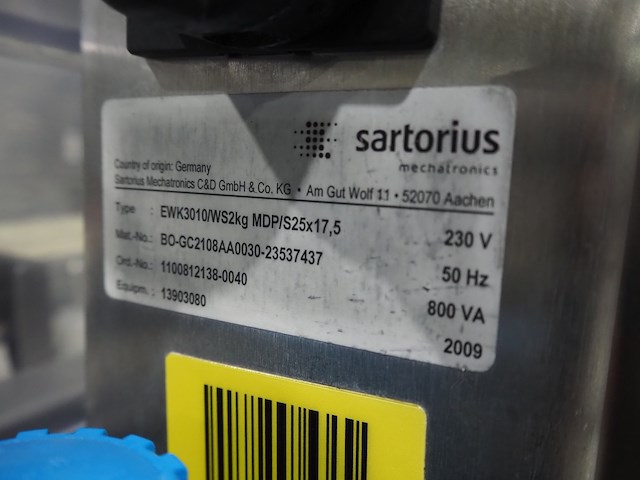 sartorius
mechatronics
Country of origin: Germany
Sartorius Mechatronics C&D GmbH & Co. KG • Am Gut Wolf 11 • 52070 Aachen
Type : EWK3010/WS2kg MDP/S25x17,5 230 V
Mat.-No.: BO-GC2108AA0030-23537437 50 Hz
Ord.-No.: 1100812138-0040 800 VA
Equipm. : 13903080 2009